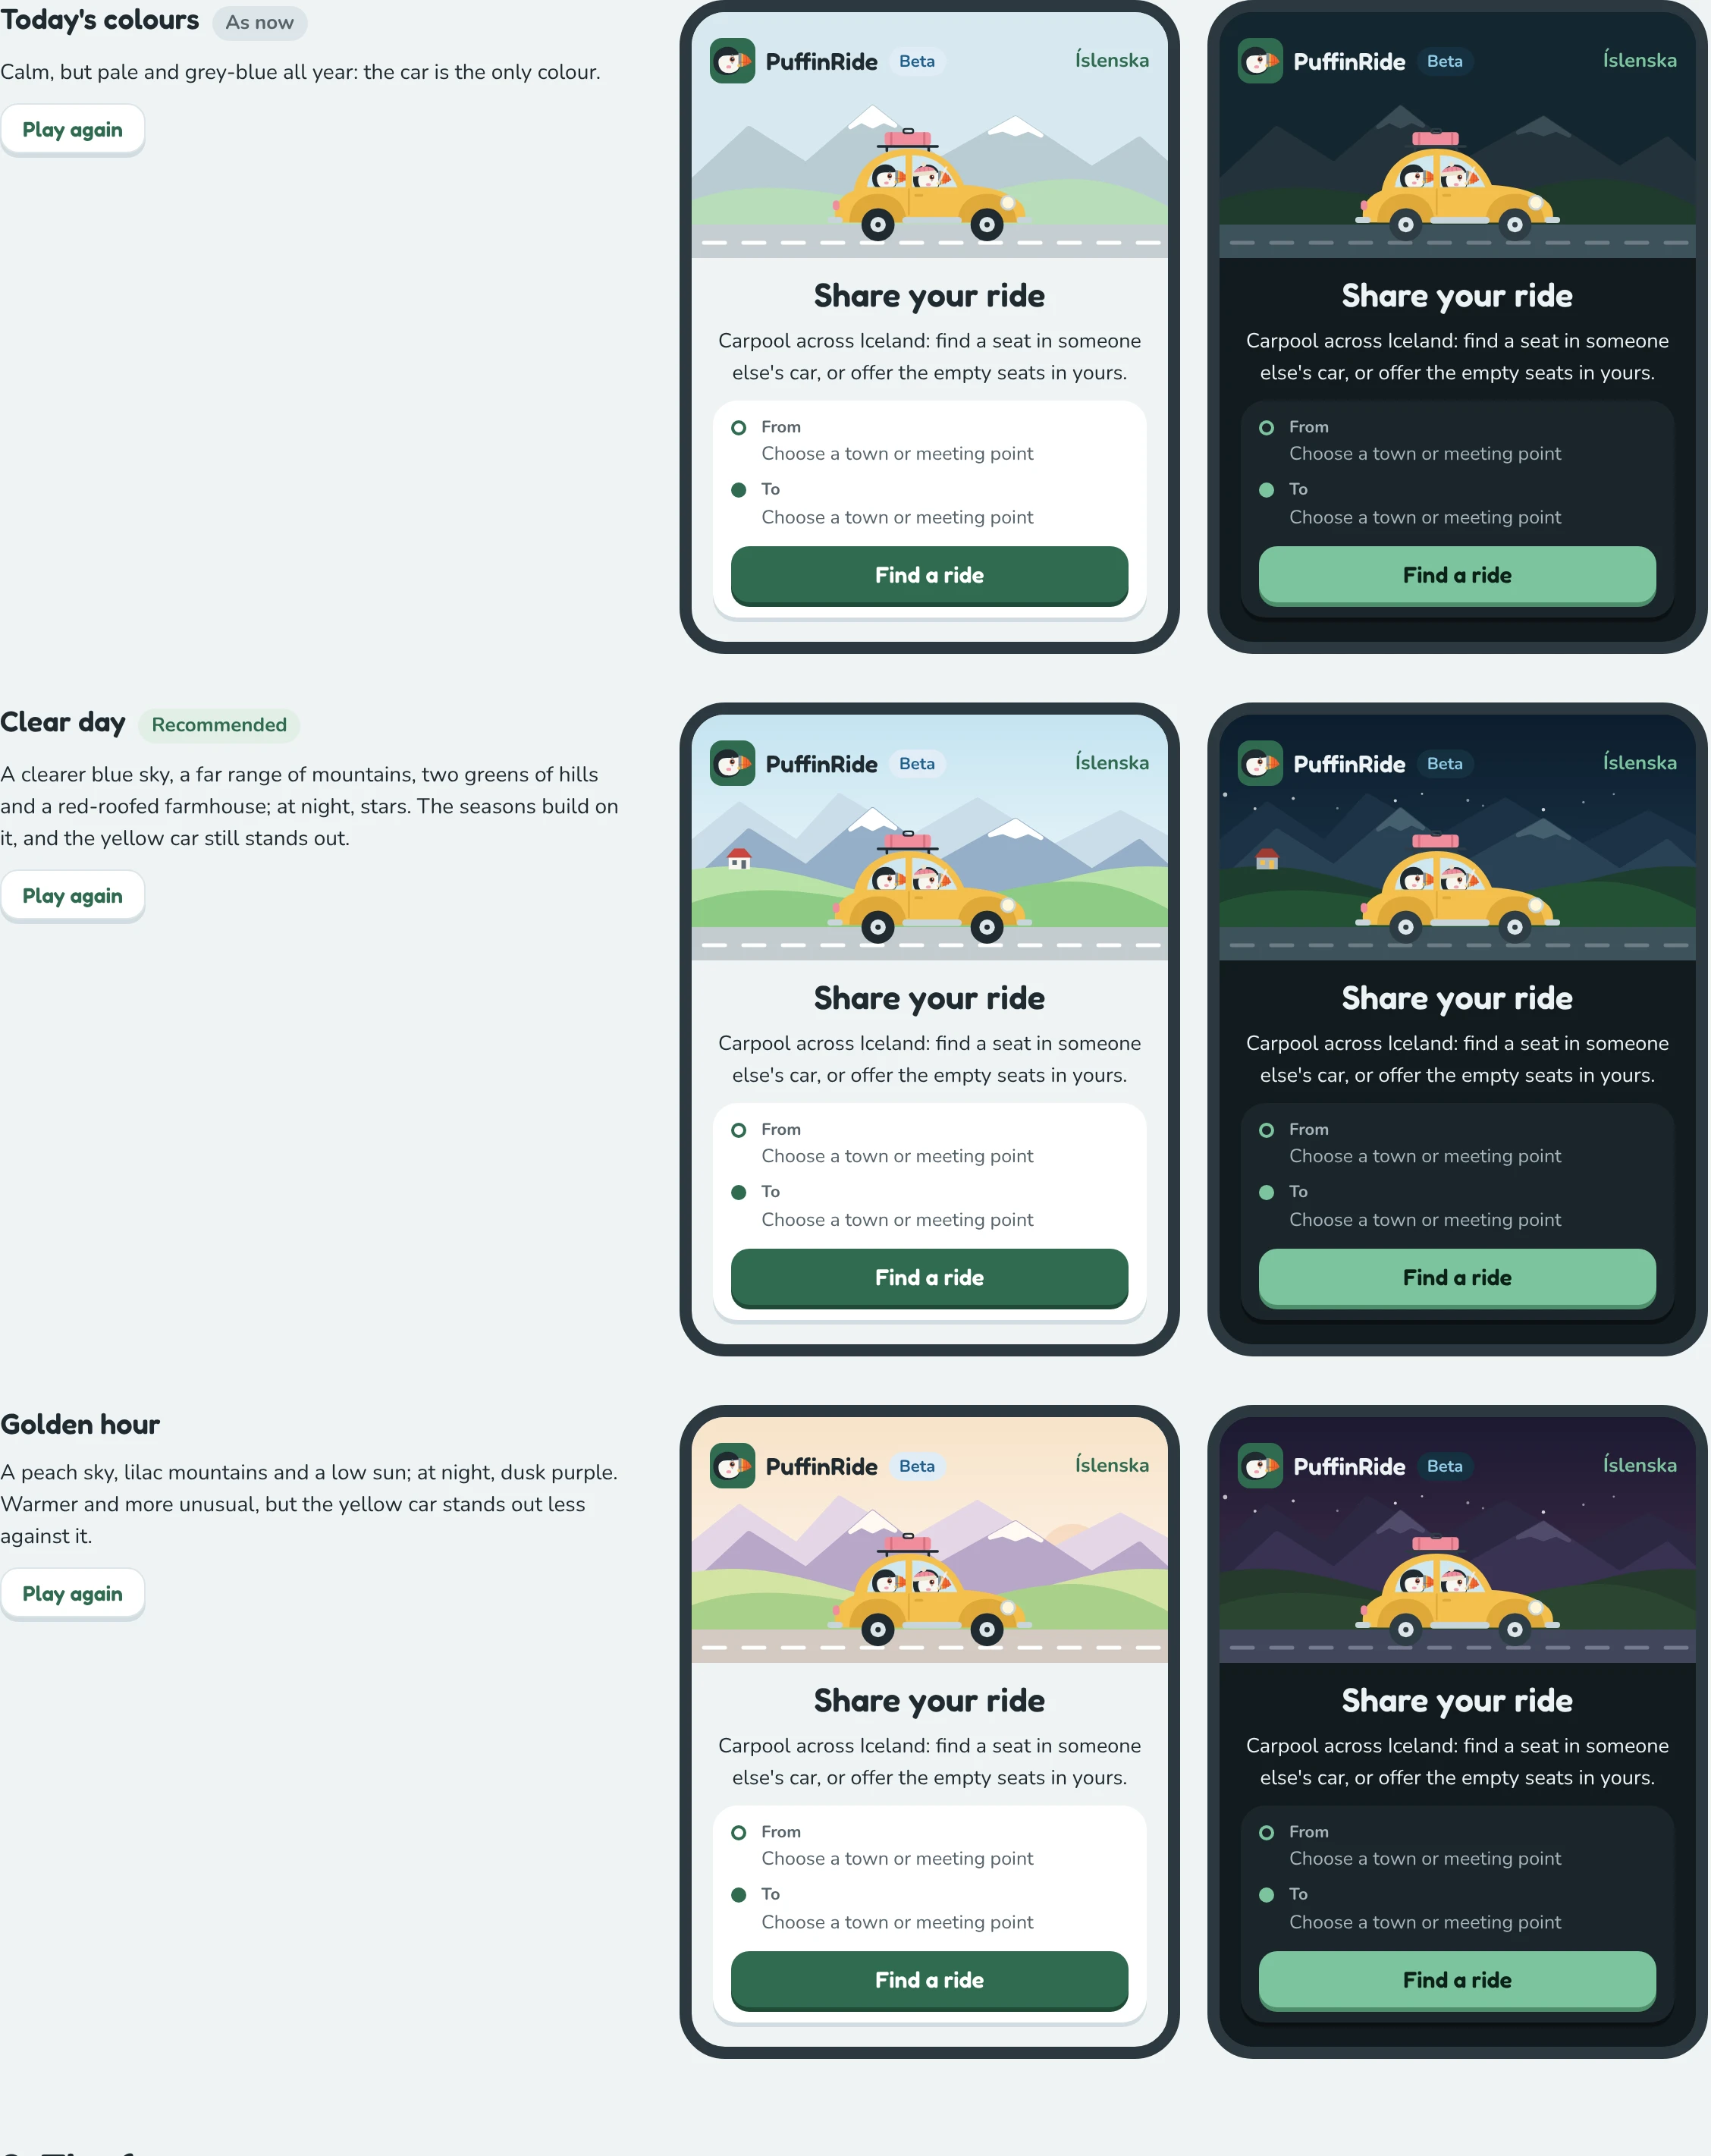 Today's colours
As now
Calm, but pale and grey-blue all year: the car is the only colour.
Play again
PuffinRide
Beta
Íslenska
Share your ride
Carpool across Iceland: find a seat in someone
else's car, or offer the empty seats in yours.
From
Choose a town or meeting point
To
Choose a town or meeting point
Find a ride
PuffinRide
Beta
Íslenska
Share your ride
Carpool across Iceland: find a seat in someone
else's car, or offer the empty seats in yours.
From
Choose a town or meeting point
To
Choose a town or meeting point
Find a ride
Clear day
Recommended
A clearer blue sky, a far range of mountains, two greens of hills
and a red-roofed farmhouse; at night, stars. The seasons build on
it, and the yellow car still stands out.
Play again
PuffinRide
Beta
Íslenska
Share your ride
Carpool across Iceland: find a seat in someone
else's car, or offer the empty seats in yours.
From
Choose a town or meeting point
To
Choose a town or meeting point
Find a ride
PuffinRide
Beta
Íslenska
Share your ride
Carpool across Iceland: find a seat in someone
else's car, or offer the empty seats in yours.
From
Choose a town or meeting point
To
Choose a town or meeting point
Find a ride
Golden hour
A peach sky, lilac mountains and a low sun; at night, dusk purple.
Warmer and more unusual, but the yellow car stands out less
against it.
Play again
PuffinRide
Beta
Íslenska
Share your ride
Carpool across Iceland: find a seat in someone
else's car, or offer the empty seats in yours.
From
Choose a town or meeting point
To
Choose a town or meeting point
Find a ride
PuffinRide
Beta
Íslenska
Share your ride
Carpool across Iceland: find a seat in someone
else's car, or offer the empty seats in yours.
From
Choose a town or meeting point
To
Choose a town or meeting point
Find a ride